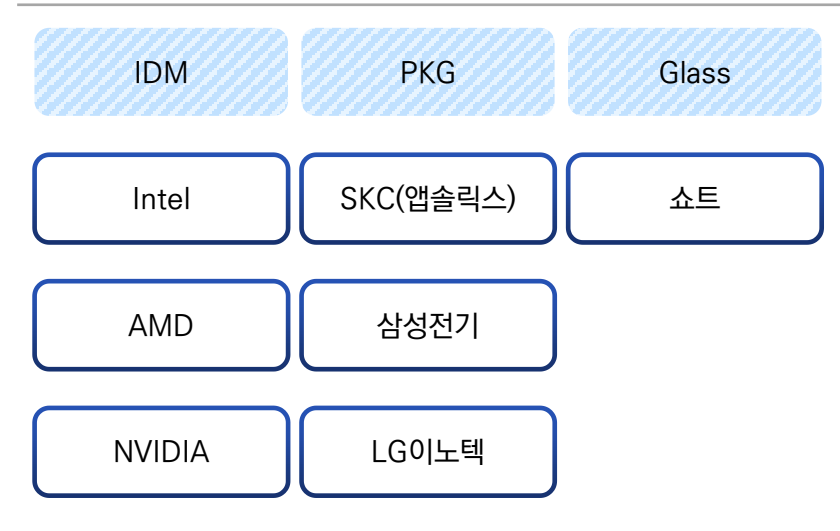 IDM PKG Glass
Intel SKC(앱솔릭스) 쇼트
AMD 삼성전기
NVIDIA LG이노텍